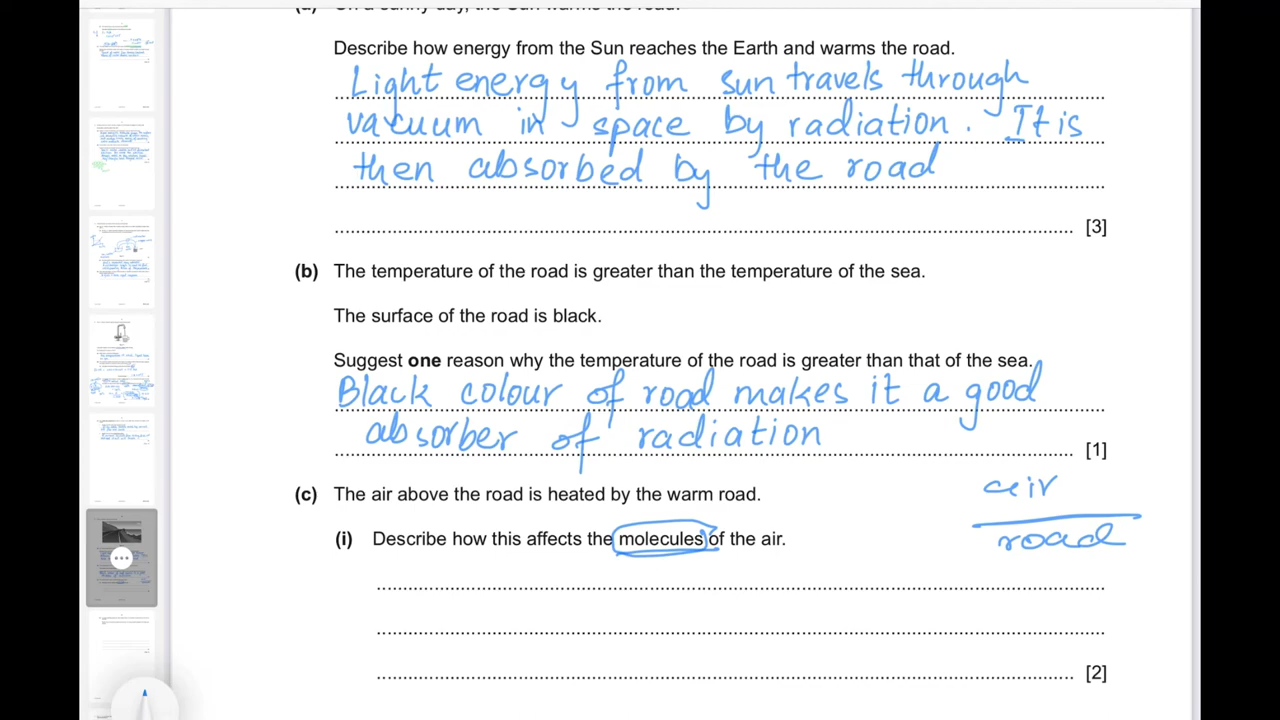 (a) On a sunny day, the Sun warms the road.
Describe how energy from the Sun reaches the Earth and warms the road.
Light energy from sun travels through
vacuum in space by radiation. It is
then absorbed by the road
[3]
(b) The temperature of the road is greater than the temperature of the sea.
The surface of the road is black.
Suggest one reason why the temperature of the road is greater than that of the sea.
Black colour of road makes it a good
absorber of radiation
[1]
(c) The air above the road is heated by the warm road.
air
(i) Describe how this affects the molecules of the air.
road
[2]